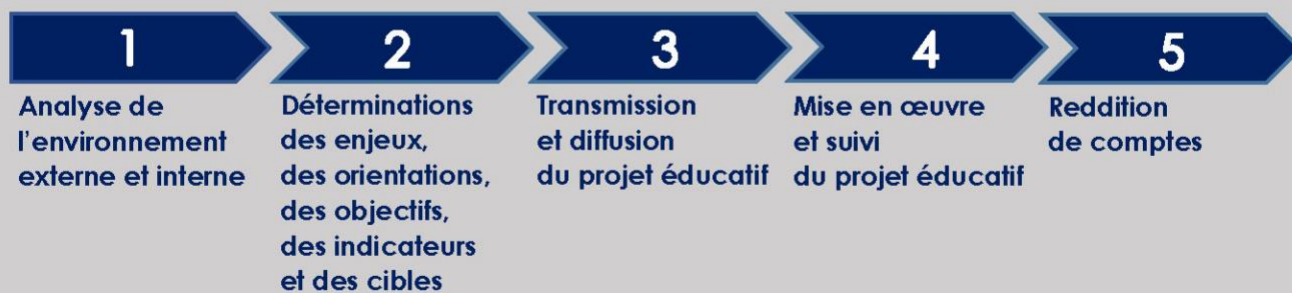 1
Analyse de
l'environnement
externe et interne
2
Déterminations
des enjeux,
des orientations,
des objectifs,
des indicateurs
et des cibles
3
Transmission
et diffusion
du projet éducatif
4
Mise en œuvre
et suivi
du projet éducatif
5
Reddition
de comptes